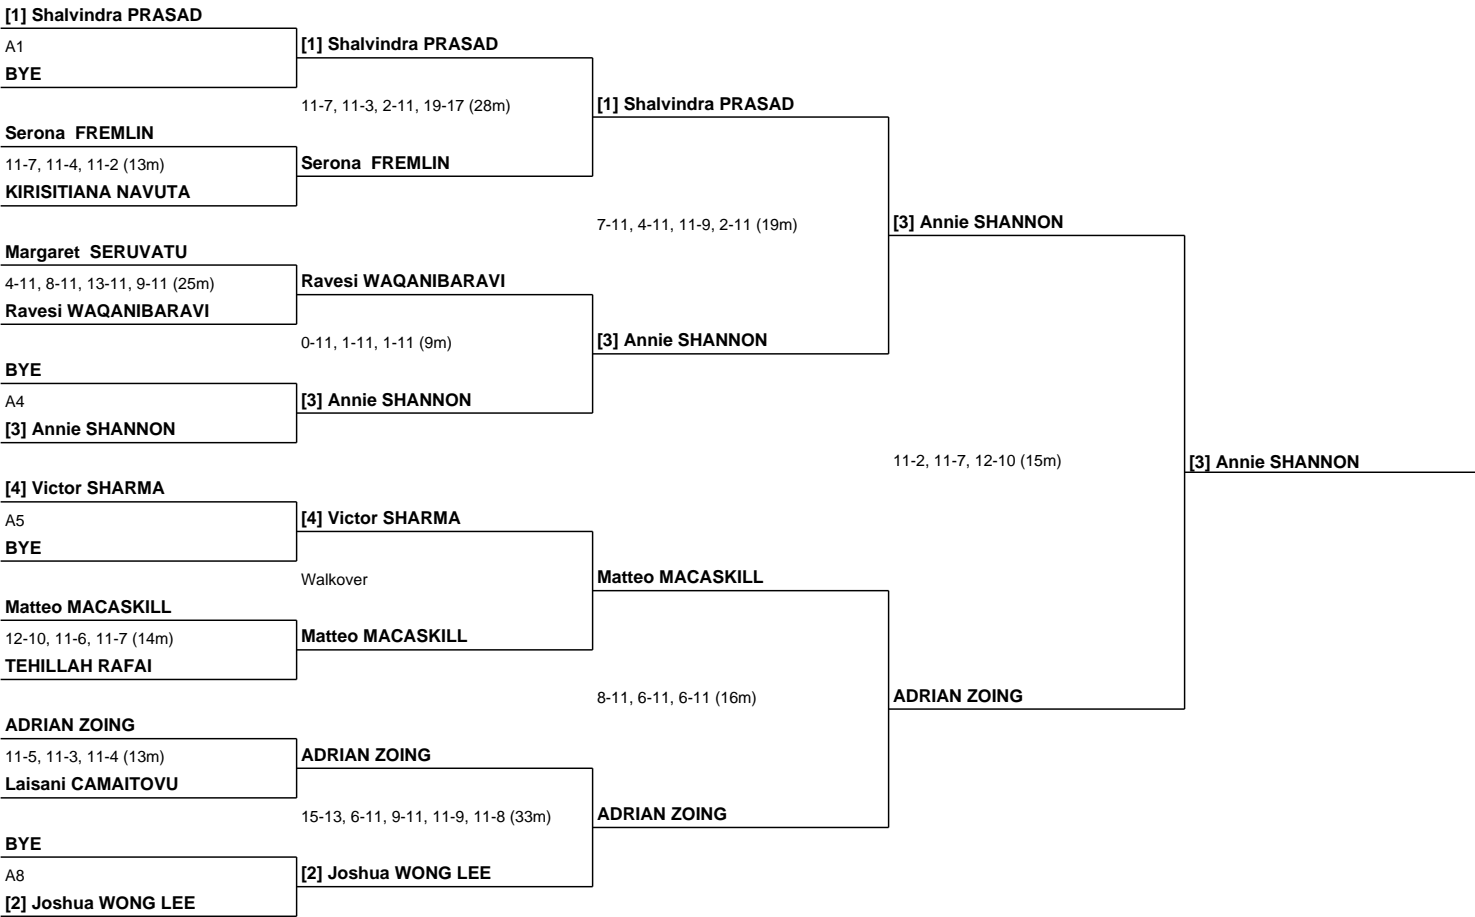 [1] Shalvindra PRASAD
A1
BYE
Serona  FREMLIN
11-7, 11-4, 11-2 (13m)
KIRISITIANA NAVUTA
Margaret  SERUVATU
4-11, 8-11, 13-11, 9-11 (25m)
Ravesi WAQANIBARAVI
BYE
A4
[3] Annie SHANNON
[4] Victor SHARMA
A5
BYE
Matteo MACASKILL
12-10, 11-6, 11-7 (14m)
TEHILLAH RAFAI
ADRIAN ZOING
11-5, 11-3, 11-4 (13m)
Laisani CAMAITOVU
BYE
A8
[2] Joshua WONG LEE
[1] Shalvindra PRASAD
11-7, 11-3, 2-11, 19-17 (28m)
Serona  FREMLIN
Ravesi WAQANIBARAVI
0-11, 1-11, 1-11 (9m)
[3] Annie SHANNON
[4] Victor SHARMA
Walkover
Matteo MACASKILL
ADRIAN ZOING
15-13, 6-11, 9-11, 11-9, 11-8 (33m)
[2] Joshua WONG LEE
[1] Shalvindra PRASAD
7-11, 4-11, 11-9, 2-11 (19m)
[3] Annie SHANNON
Matteo MACASKILL
8-11, 6-11, 6-11 (16m)
ADRIAN ZOING
[3] Annie SHANNON
11-2, 11-7, 12-10 (15m)
ADRIAN ZOING
[3] Annie SHANNON